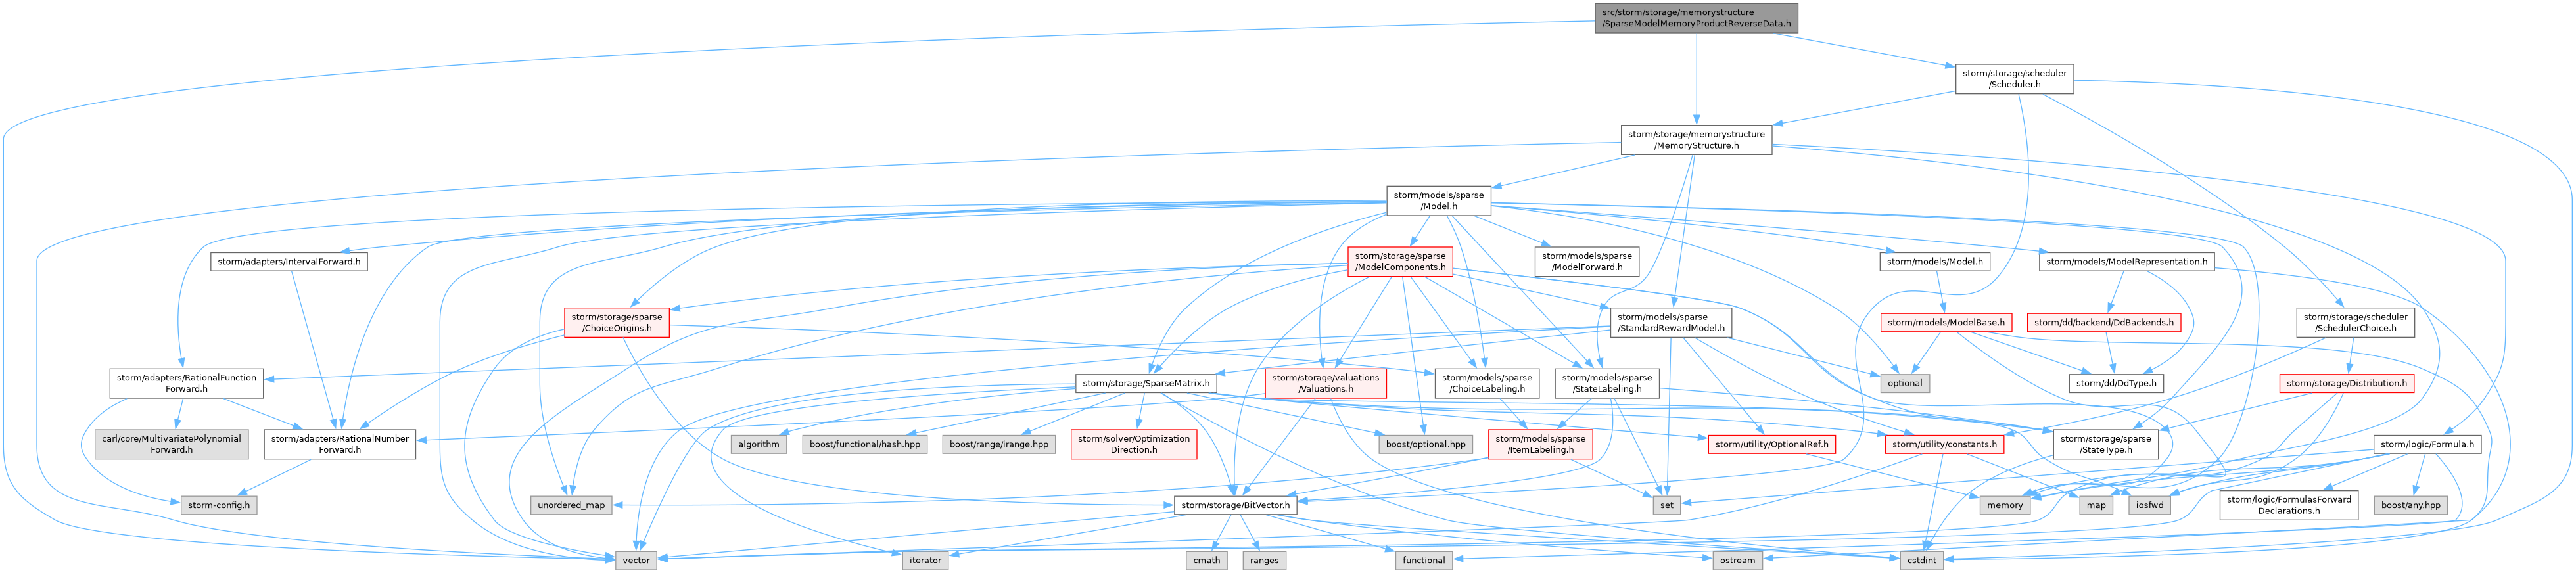 src/storm/storage/memorystructure
/SparseModelMemoryProductReverseData.h
storm/storage/scheduler
/Scheduler.h
storm/storage/memorystructure
/MemoryStructure.h
storm/models/sparse
/Model.h
storm/adapters/IntervalForward.h
storm/storage/sparse
/ModelComponents.h
storm/models/sparse
/ModelForward.h
storm/models/Model.h
storm/models/ModelRepresentation.h
storm/storage/sparse
/ChoiceOrigins.h
storm/models/sparse
/StandardRewardModel.h
storm/models/ModelBase.h
storm/dd/backend/DdBackends.h
storm/storage/scheduler
/SchedulerChoice.h
storm/adapters/RationalFunction
Forward.h
storm/storage/SparseMatrix.h
storm/storage/valuations
/Valuations.h
storm/models/sparse
/ChoiceLabeling.h
storm/models/sparse
/StateLabeling.h
optional
storm/dd/DdType.h
storm/storage/Distribution.h
carl/core/MultivariatePolynomial
Forward.h
storm/adapters/RationalNumber
Forward.h
algorithm
boost/functional/hash.hpp
boost/range/irange.hpp
storm/solver/Optimization
Direction.h
boost/optional.hpp
storm/models/sparse
/ItemLabeling.h
storm/utility/OptionalRef.h
storm/utility/constants.h
storm/storage/sparse
/StateType.h
storm/logic/Formula.h
storm-config.h
unordered_map
storm/storage/BitVector.h
set
memory
map
iosfwd
storm/logic/FormulasForward
Declarations.h
boost/any.hpp
vector
iterator
cmath
ranges
functional
ostream
cstdint